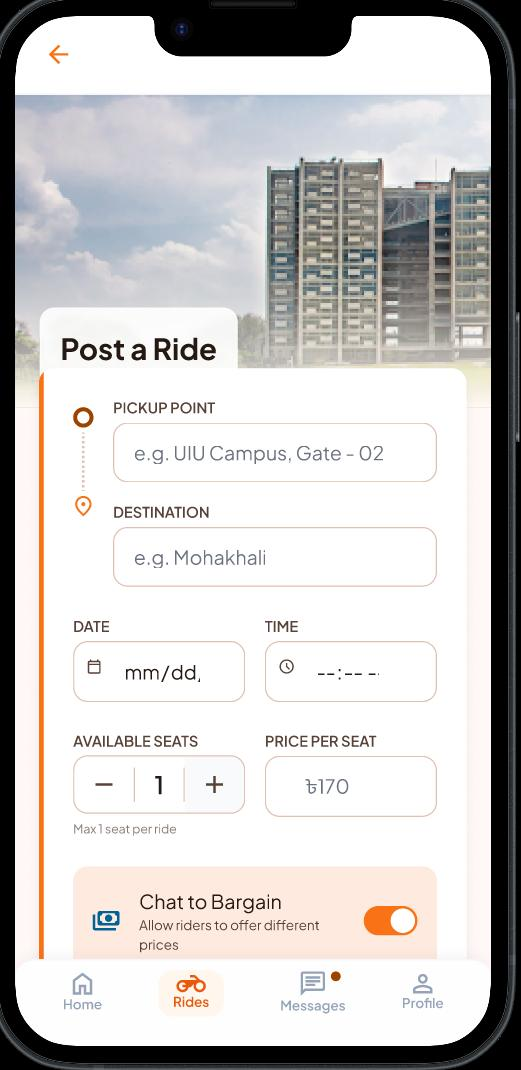 Post a Ride
PICKUP POINT
e.g. UIU Campus, Gate - 02
DESTINATION
e.g. Mohakhali
DATE
TIME
mm/dd,
--:-- -
AVAILABLE SEATS
PRICE PER SEAT
− 1 +
৳170
Max 1 seat per ride
Chat to Bargain
Allow riders to offer different
prices
Home
Rides
Messages
Profile